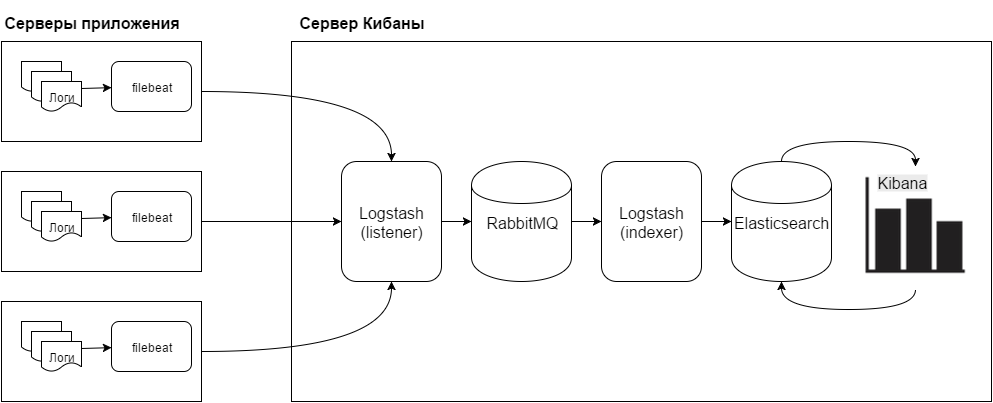 Серверы приложения
Сервер Кибаны
Логи
filebeat
Логи
filebeat
Логи
filebeat
Logstash
(listener)
RabbitMQ
Logstash
(indexer)
Elasticsearch
Kibana